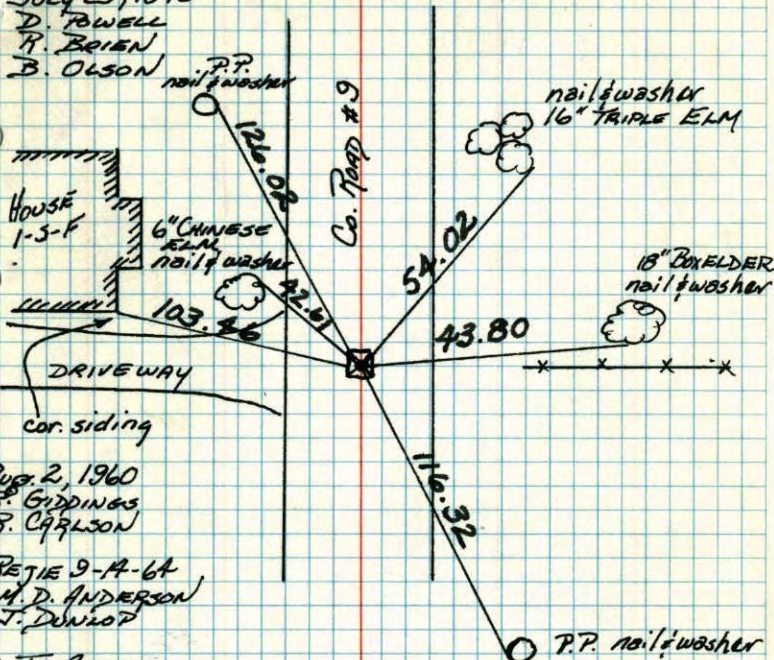 D. POWELL
R. BRIEN
B. OLSON
P.P.
nail & washer
Co. ROAD #9
nail & washer
16" TRIPLE ELM
126.02
HOUSE
1-S-F
6" CHINESE
ELM
nail & washer
54.02
18" BOXELDER
nail & washer
42.61
103.46
43.80
DRIVEWAY
cor. siding
116.32
2, 1960
GIDDINGS
R. CARLSON
RETIE 9-14-64
M. D. ANDERSON
J. DUNLOP
P.P. nail & washer